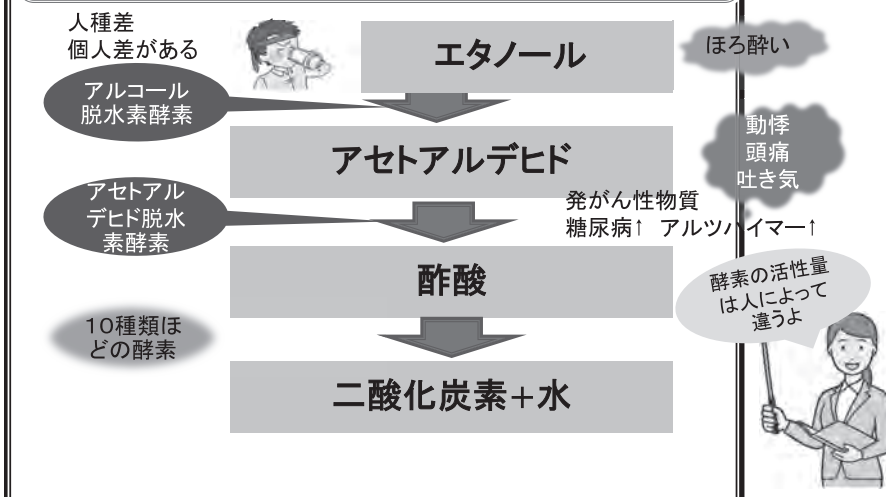 人種差
個人差がある
エタノール
ほろ酔い
アルコール
脱水素酵素
アセトアルデヒド
動悸
頭痛
吐き気
アセトアル
デヒド脱水
素酵素
発がん性物質
糖尿病↑ アルツハイマー↑
酢酸
酵素の活性量
は人によって
違うよ
10種類ほ
どの酵素
二酸化炭素+水